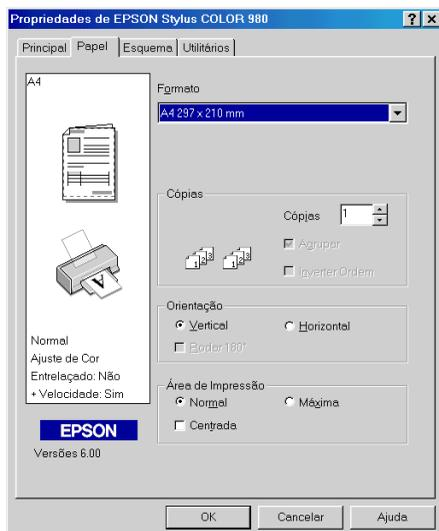 Propriedades de EPSON Stylus COLOR 980
Principal Papel Esquema Utilitários
A4
Formato
A4 297 x 210 mm
Cópias
Cópias 1
Agrupar
Inverter Ordem
Orientação
Vertical Horizontal
Roder 180°
Área de Impressão
Normal Máxima
Centrada
Normal
Ajuste de Cor
Entrelaçado: Não
+ Velocidade: Sim
EPSON
Versões 6.00
OK Cancelar Ajuda